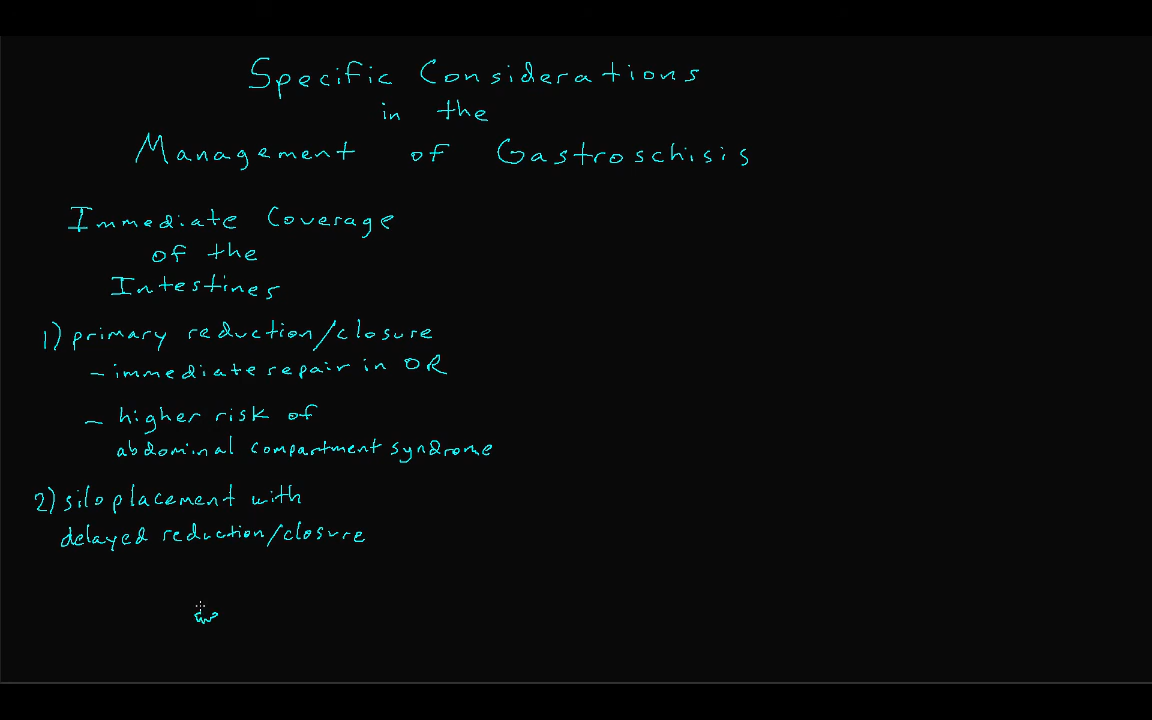 Specific Considerations
in the
Management of Gastroschisis
Immediate Coverage
of the
Intestines
1) primary reduction/closure
- immediate repair in OR
- higher risk of
abdominal compartment syndrome
2) silo placement with
delayed reduction/closure